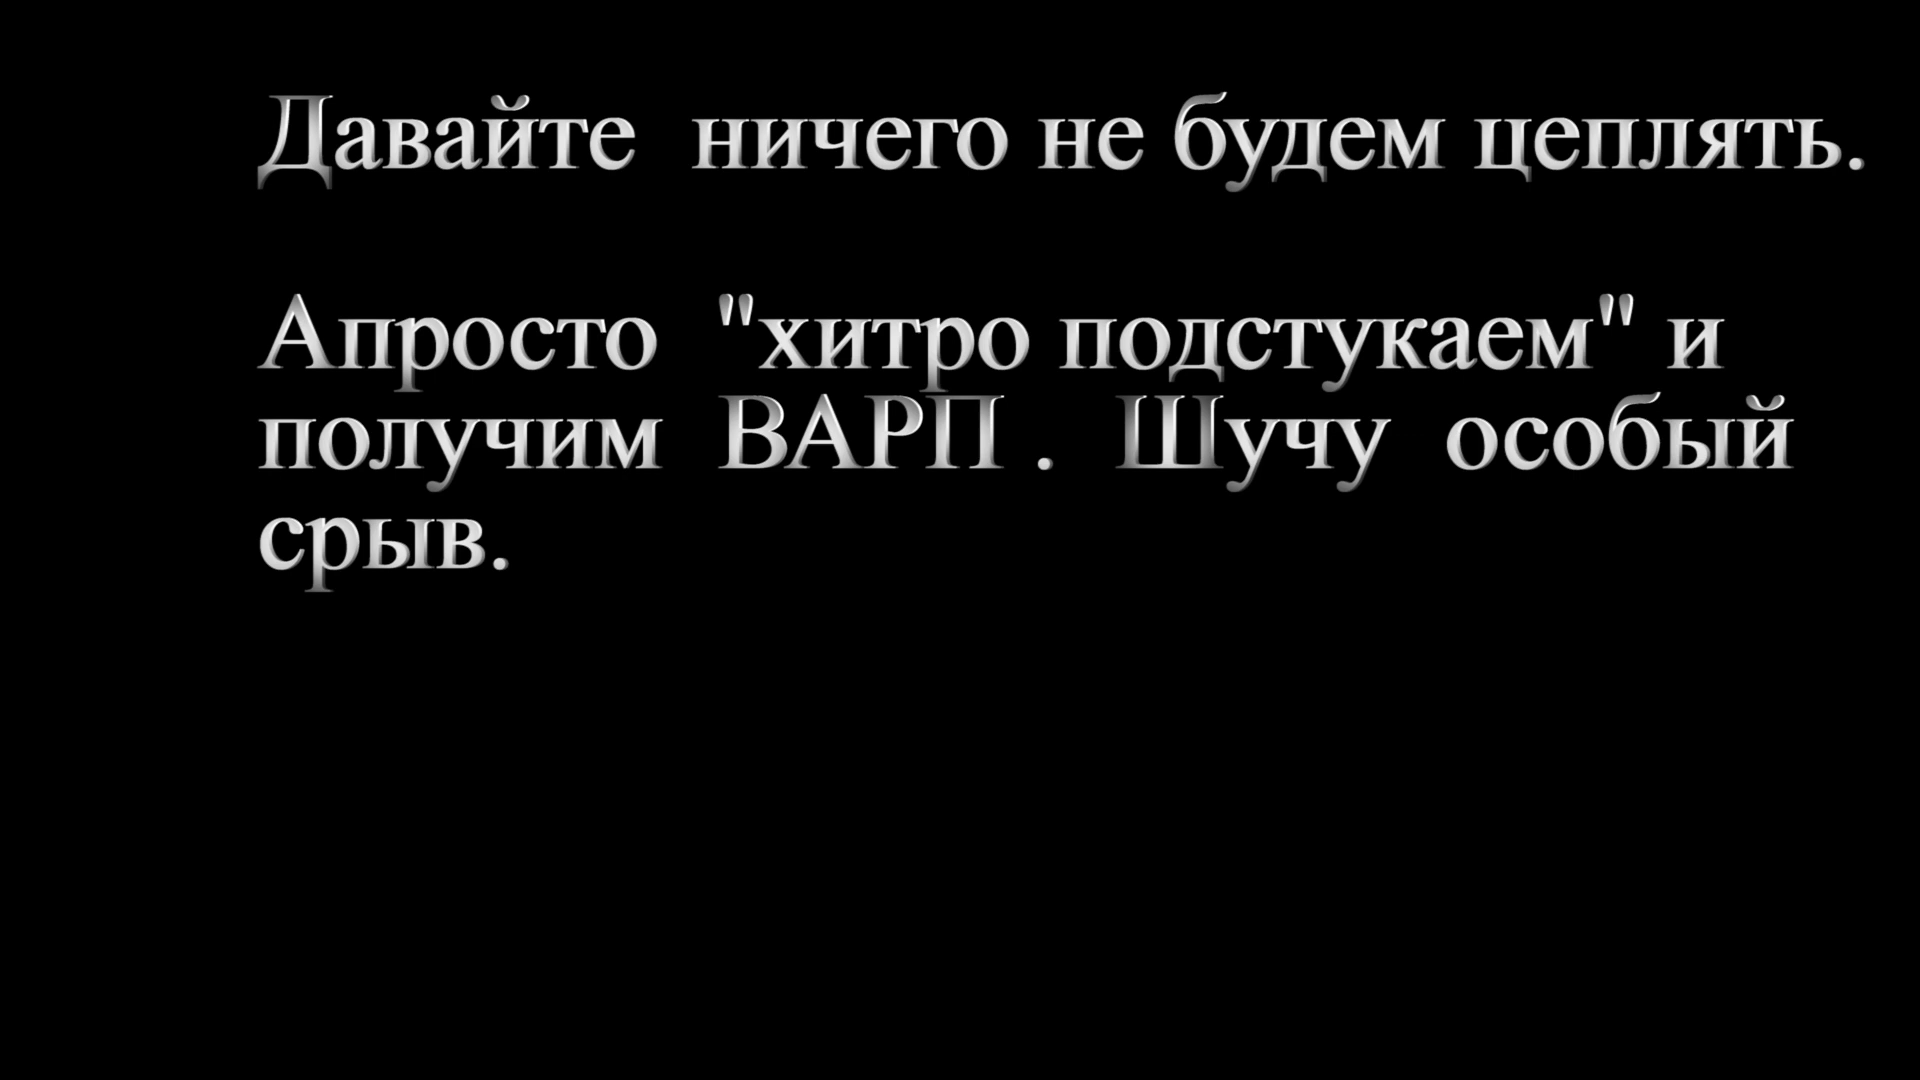 Давайте ничего не будем цеплять.
Апросто "хитро подстукаем" и
получим ВАРП . Шучу особый
срыв.